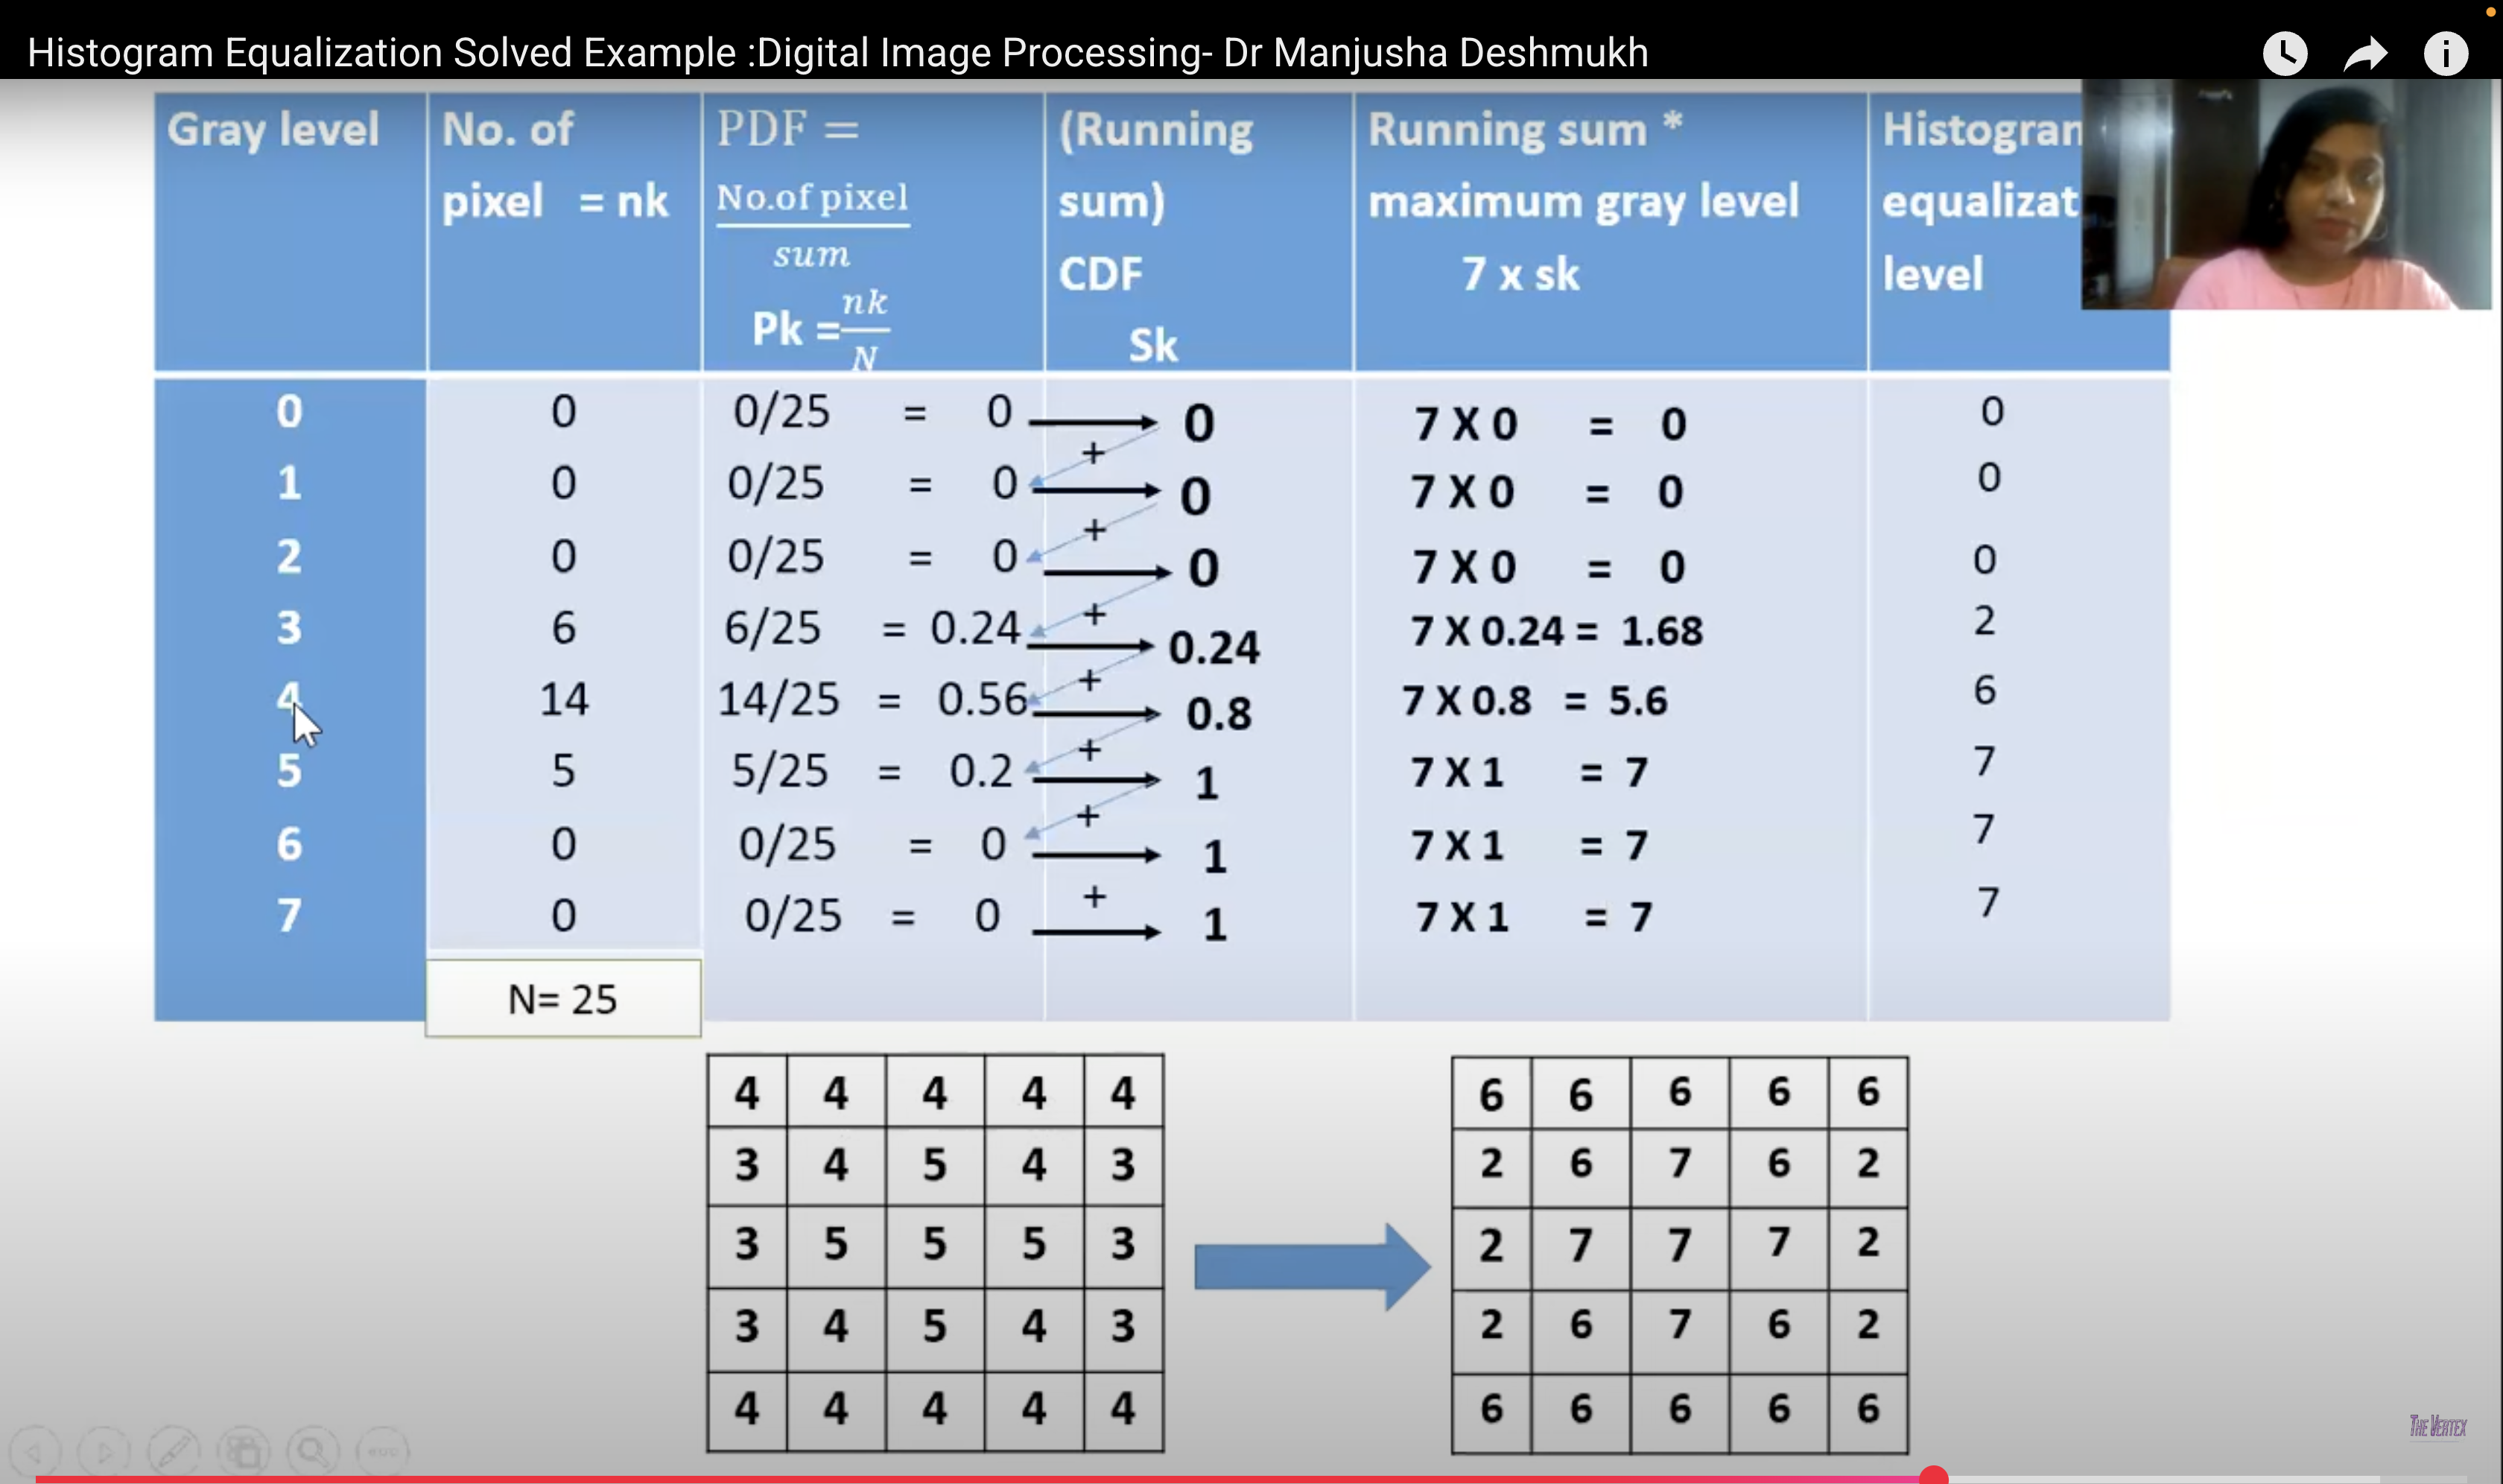 Histogram Equalization Solved Example :Digital Image Processing- Dr Manjusha Deshmukh
Gray level
No. of
pixel = nk
PDF =
No.of pixel
sum
Pk = nk
N
(Running
sum)
CDF
Sk
Running sum *
maximum gray level
7 x sk
level
0 0 0/25 = 0 0 7 X 0 = 0 0
+
1 0 0/25 = 0 0 7 X 0 = 0 0
+
2 0 0/25 = 0 0 7 X 0 = 0 0
+
3 6 6/25 = 0.24 0.24 7 X 0.24 = 1.68 2
+
4 14 14/25 = 0.56 0.8 7 X 0.8 = 5.6 6
+
5 5 5/25 = 0.2 1 7 X 1 = 7 7
+
6 0 0/25 = 0 1 7 X 1 = 7 7
+
7 0 0/25 = 0 1 7 X 1 = 7 7
N= 25
4 4 4 4 4
3 4 5 4 3
3 5 5 5 3
3 4 5 4 3
4 4 4 4 4
6 6 6 6 6
2 6 7 6 2
2 7 7 7 2
2 6 7 6 2
6 6 6 6 6
THE VERTEX